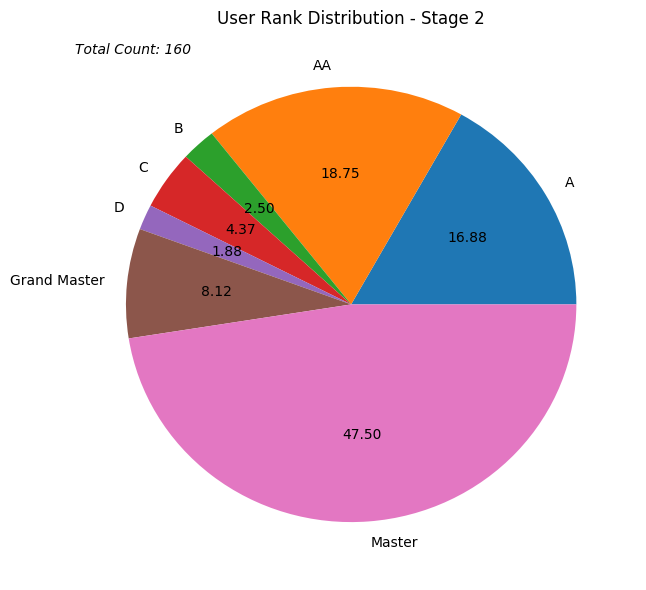 User Rank Distribution - Stage 2
Total Count: 160
AA
B
C
A
D
18.75
2.50
4.37
16.88
1.88
Grand Master
8.12
47.50
Master